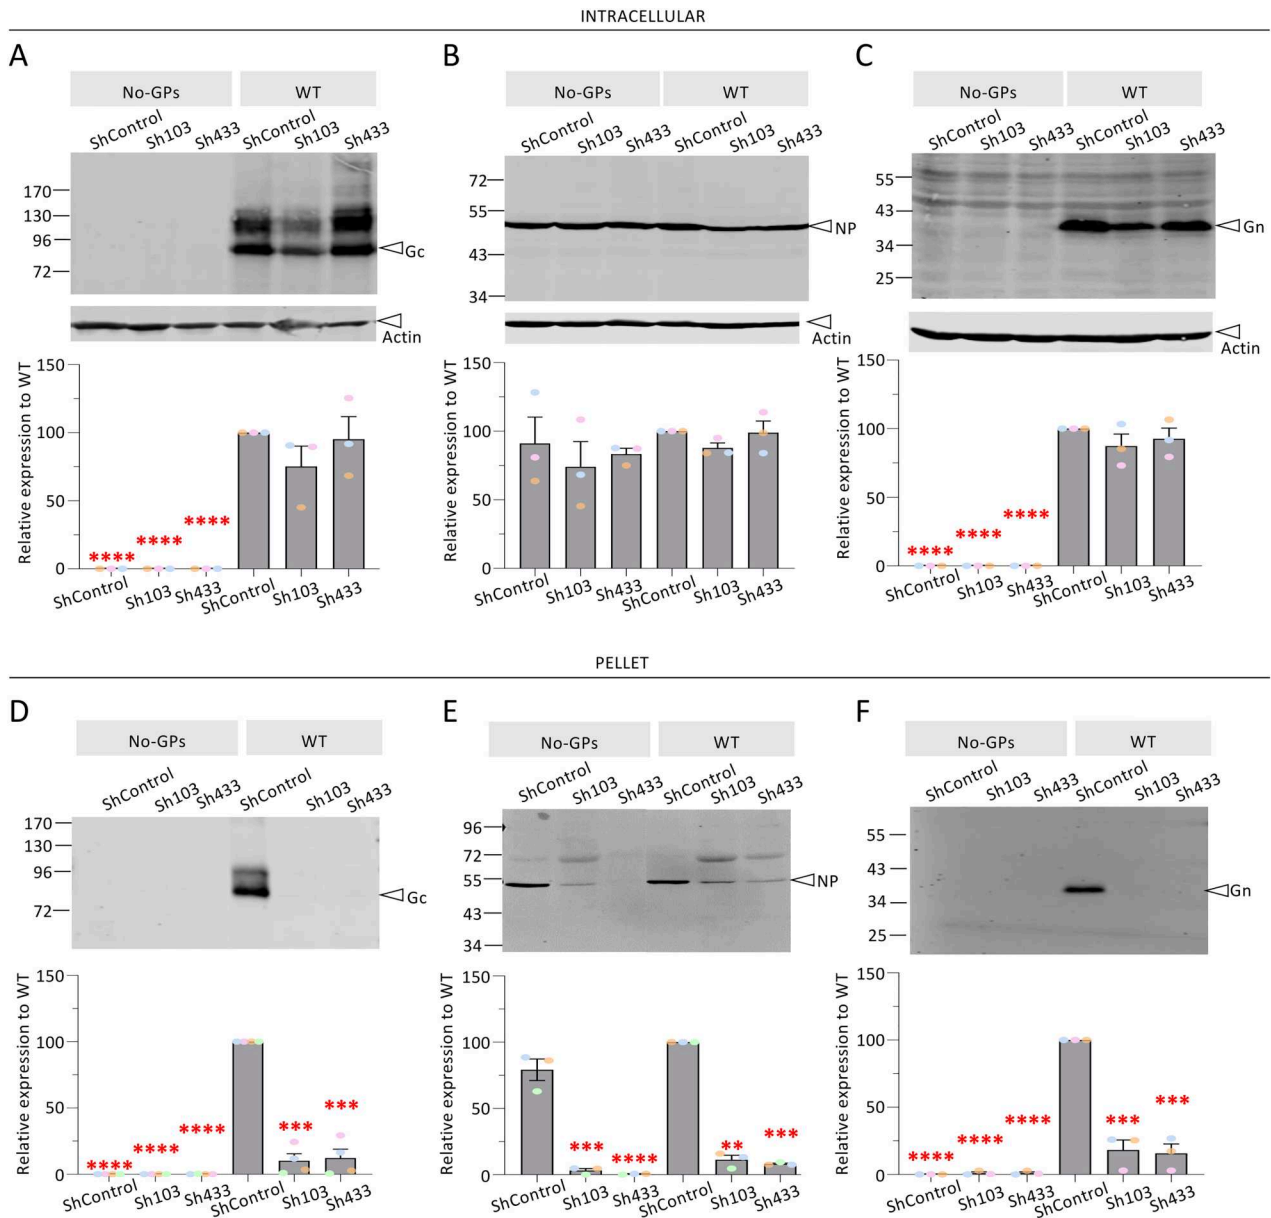 INTRACELLULAR
A
No-GPs WT
ShControl Sh103 Sh433 ShControl Sh103 Sh433
170
130
96
72
Gc
Actin
Relative expression to WT
150
100
50
0
**** **** ****
ShControl Sh103 Sh433 ShControl Sh103 Sh433
B
No-GPs WT
ShControl Sh103 Sh433 ShControl Sh103 Sh433
72
55
43
34
NP
Actin
Relative expression to WT
150
100
50
0
ShControl Sh103 Sh433 ShControl Sh103 Sh433
C
No-GPs WT
ShControl Sh103 Sh433 ShControl Sh103 Sh433
55
43
34
25
Gn
Actin
Relative expression to WT
150
100
50
0
**** **** ****
ShControl Sh103 Sh433 ShControl Sh103 Sh433
PELLET
D
No-GPs WT
ShControl Sh103 Sh433 ShControl Sh103 Sh433
170
130
96
72
Gc
Relative expression to WT
150
100
50
0
**** **** **** *** ***
ShControl Sh103 Sh433 ShControl Sh103 Sh433
E
No-GPs WT
ShControl Sh103 Sh433 ShControl Sh103 Sh433
96
72
55
43
34
NP
Relative expression to WT
150
100
50
0
*** **** ** ***
ShControl Sh103 Sh433 ShControl Sh103 Sh433
F
No-GPs WT
ShControl Sh103 Sh433 ShControl Sh103 Sh433
55
43
34
25
Gn
Relative expression to WT
150
100
50
0
**** **** **** *** ***
ShControl Sh103 Sh433 ShControl Sh103 Sh433